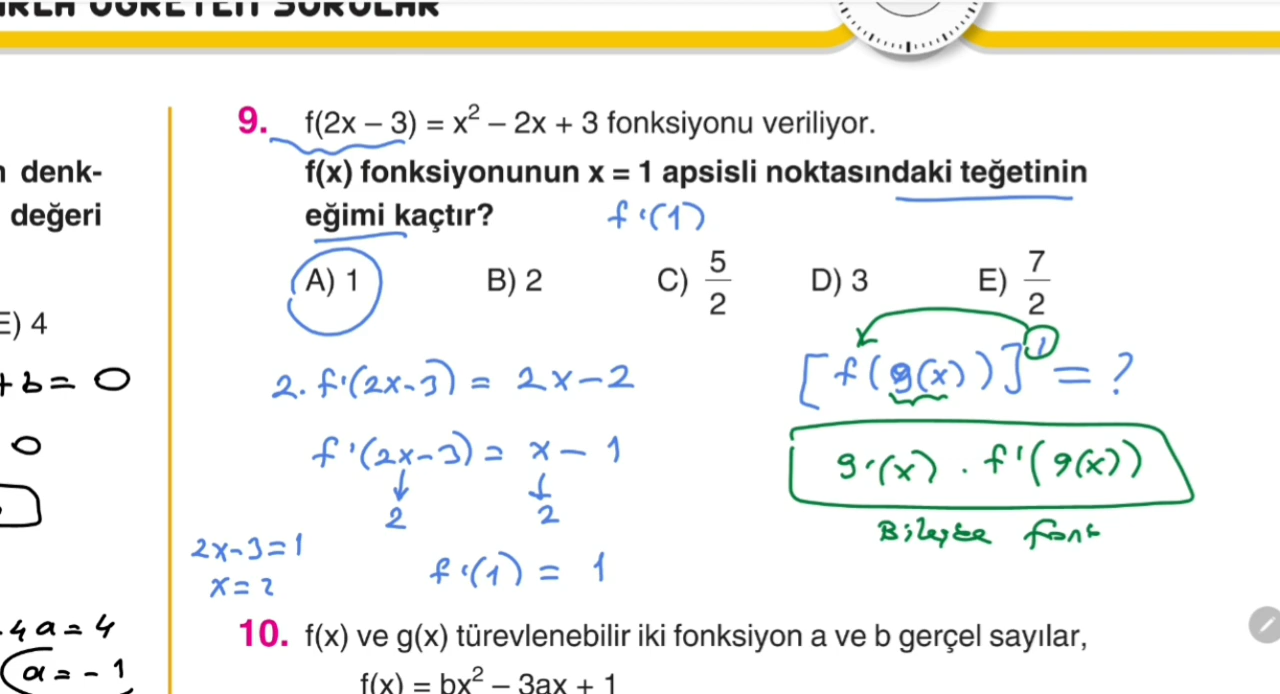 9. f(2x – 3) = x² – 2x + 3 fonksiyonu veriliyor.
denk-
f(x) fonksiyonunun x = 1 apsisli noktasındaki teğetinin
değeri
eğimi kaçtır?
f'(1)
A) 1 B) 2 C) 5/2 D) 3 E) 7/2
E) 4
[f(g(x))]' = ?
+b = 0
2. f'(2x-3) = 2x-2
0
f'(2x-3) = x - 1
g'(x) . f'(g(x))
2 2
Bileşke fonk
2x-3=1
x=2
f'(1) = 1
4a = 4
a = -1
10. f(x) ve g(x) türevlenebilir iki fonksiyon a ve b gerçel sayılar,
f(x) = bx² – 3ax + 1